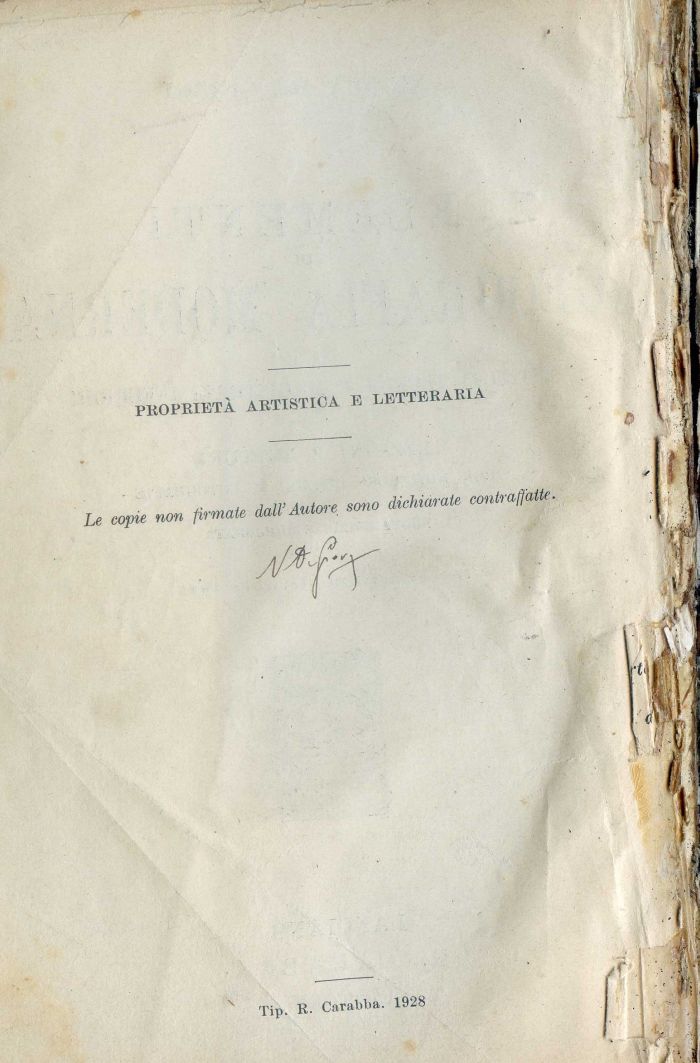 PROPRIETÀ ARTISTICA E LETTERARIA
Le copie non firmate dall' Autore sono dichiarate contraffatte.
Tip. R. Carabba. 1928